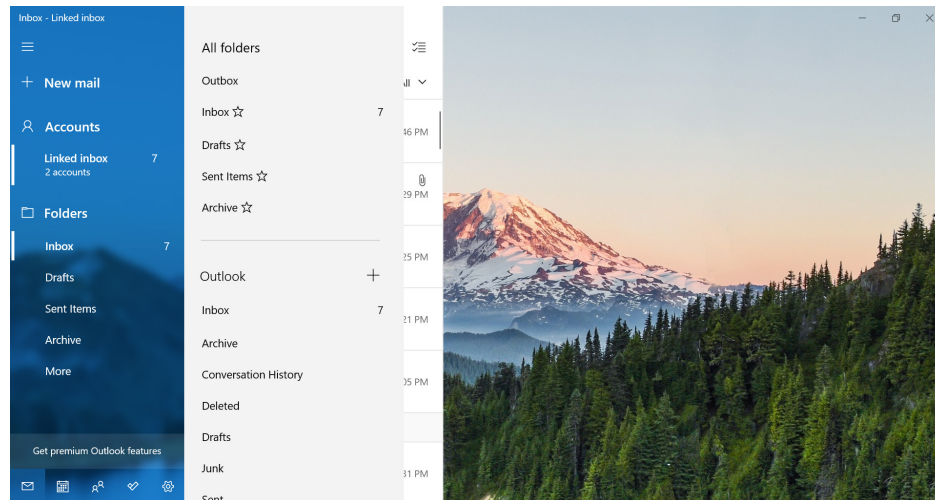 Inbox - Linked inbox
New mail
Accounts
Linked inbox 7
2 accounts
Folders
Inbox 7
Drafts
Sent Items
Archive
More
Get premium Outlook features
All folders
Outbox
Inbox 7
Drafts
Sent Items
Archive
Outlook
Inbox 7
Archive
Conversation History
Deleted
Drafts
Junk
Sent
46 PM
29 PM
25 PM
21 PM
05 PM
31 PM